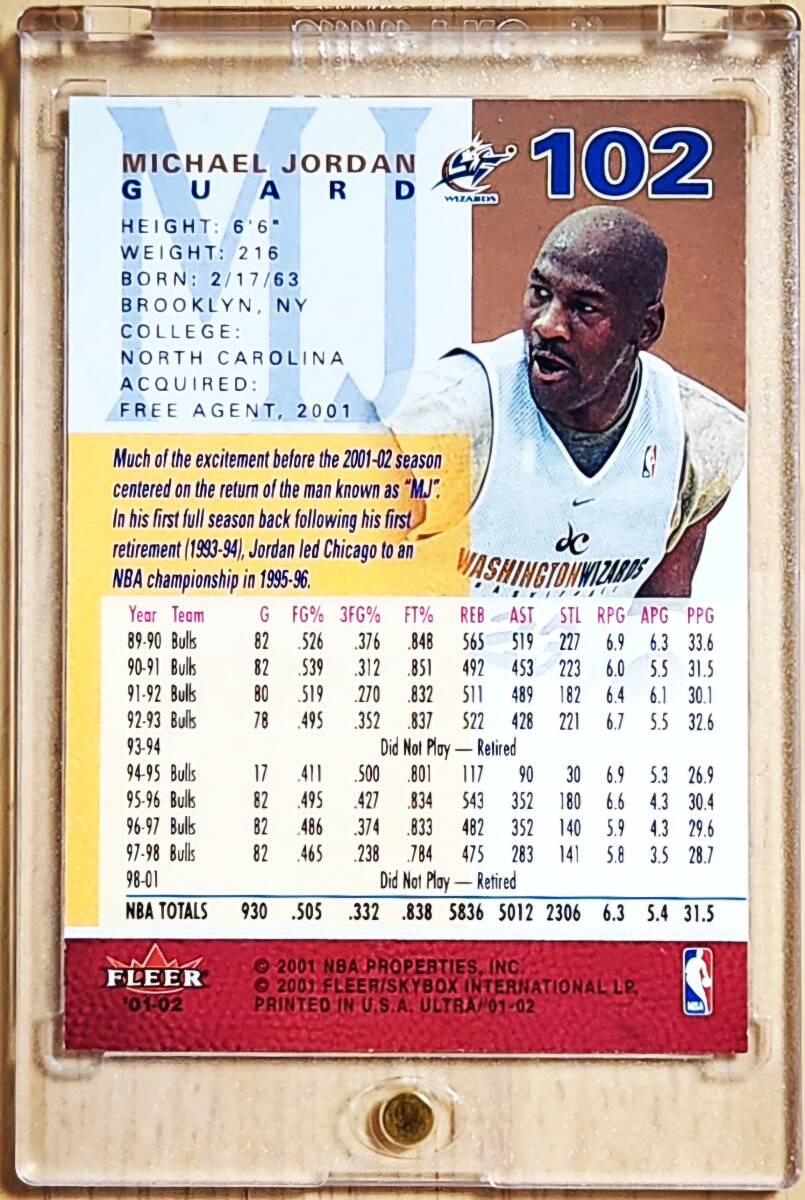 MJ
MICHAEL JORDAN
GUARD
WIZARDS
102
HEIGHT: 6'6"
WEIGHT: 216
BORN: 2/17/63
BROOKLYN, NY
COLLEGE:
NORTH CAROLINA
ACQUIRED:
FREE AGENT, 2001
Much of the excitement before the 2001-02 season
centered on the return of the man known as "MJ".
In his first full season back following his first
retirement (1993-94), Jordan led Chicago to an
NBA championship in 1995-96.
WASHINGTONWIZARDS
Year Team G FG% 3FG% FT% REB AST STL RPG APG PPG
89-90 Bulls 82 .526 .376 .848 565 519 227 6.9 6.3 33.6
90-91 Bulls 82 .539 .312 .851 492 453 223 6.0 5.5 31.5
91-92 Bulls 80 .519 .270 .832 511 489 182 6.4 6.1 30.1
92-93 Bulls 78 .495 .352 .837 522 428 221 6.7 5.5 32.6
93-94 Did Not Play — Retired
94-95 Bulls 17 .411 .500 .801 117 90 30 6.9 5.3 26.9
95-96 Bulls 82 .495 .427 .834 543 352 180 6.6 4.3 30.4
96-97 Bulls 82 .486 .374 .833 482 352 140 5.9 4.3 29.6
97-98 Bulls 82 .465 .238 .784 475 283 141 5.8 3.5 28.7
98-01 Did Not Play — Retired
NBA TOTALS 930 .505 .332 .838 5836 5012 2306 6.3 5.4 31.5
FLEER
'01-02
© 2001 NBA PROPERTIES, INC.
© 2001 FLEER/SKYBOX INTERNATIONAL LP.
PRINTED IN U.S.A. ULTRA/'01-02
NBA